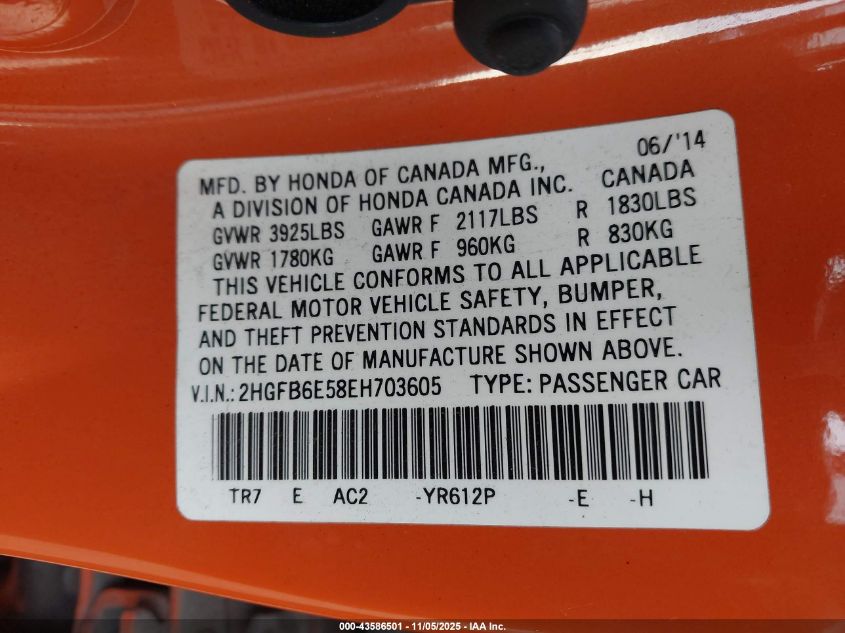 06/'14
MFD. BY HONDA OF CANADA MFG.,
A DIVISION OF HONDA CANADA INC. CANADA
GVWR 3925LBS GAWR F 2117LBS R 1830LBS
GVWR 1780KG GAWR F 960KG R 830KG
THIS VEHICLE CONFORMS TO ALL APPLICABLE
FEDERAL MOTOR VEHICLE SAFETY, BUMPER,
AND THEFT PREVENTION STANDARDS IN EFFECT
ON THE DATE OF MANUFACTURE SHOWN ABOVE.
V.I.N.: 2HGFB6E58EH703605 TYPE: PASSENGER CAR
TR7 E AC2 -YR612P -E -H
000-43586501 - 11/05/2025 - IAA Inc.